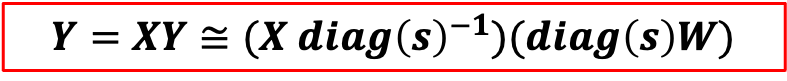 Y = XY ≅ (X diag(s)⁻¹)(diag(s)W)